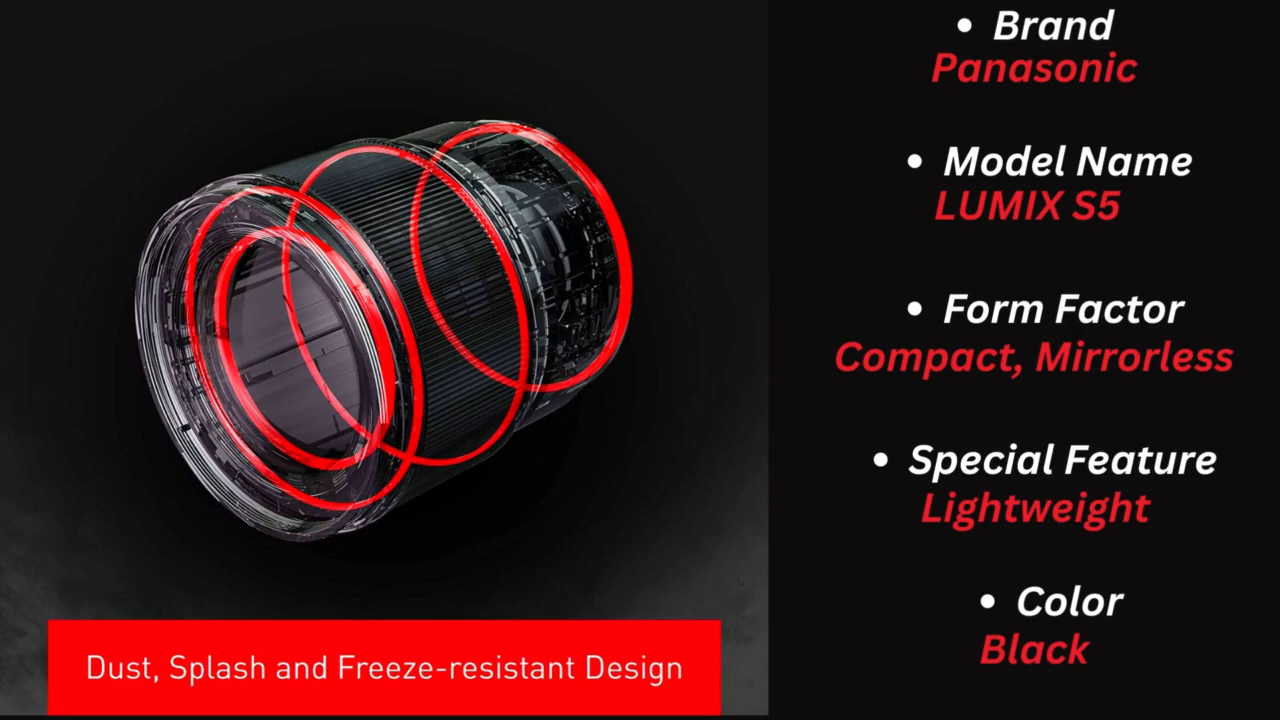 • Brand
Panasonic
• Model Name
LUMIX S5
• Form Factor
Compact, Mirrorless
• Special Feature
Lightweight
• Color
Black
Dust, Splash and Freeze-resistant Design